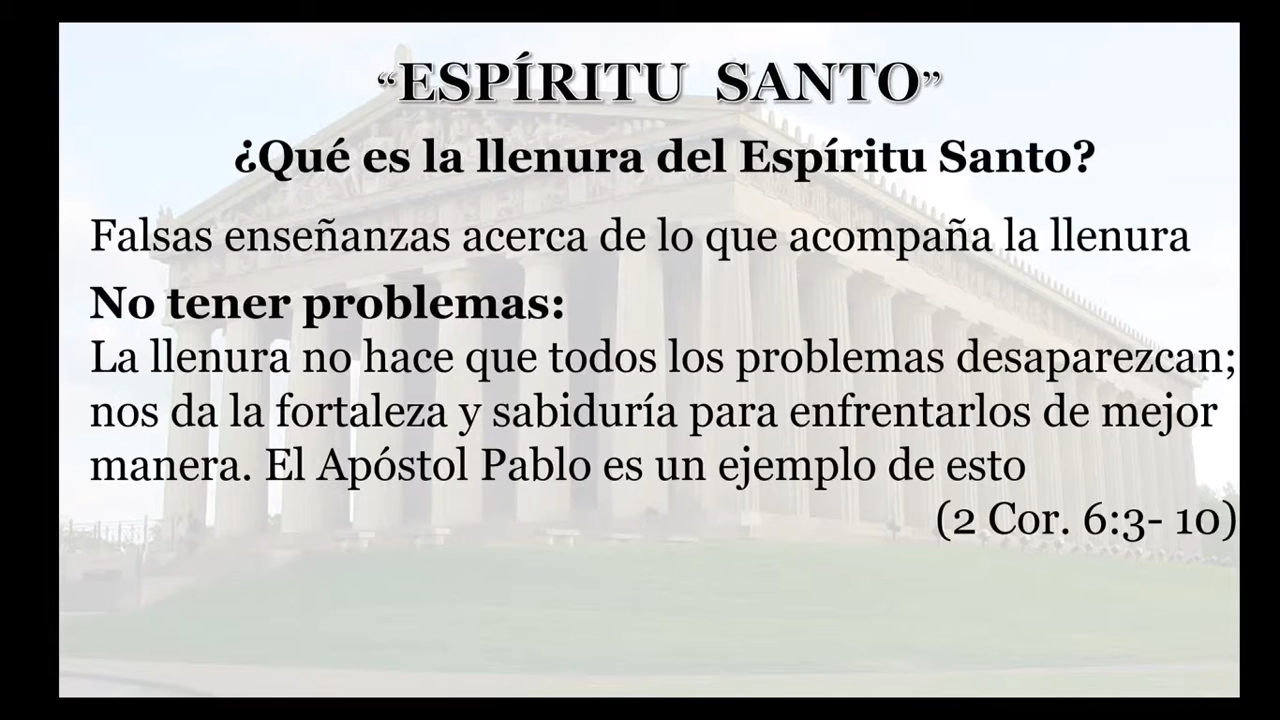 “ESPÍRITU SANTO”
¿Qué es la llenura del Espíritu Santo?
Falsas enseñanzas acerca de lo que acompaña la llenura
No tener problemas:
La llenura no hace que todos los problemas desaparezcan;
nos da la fortaleza y sabiduría para enfrentarlos de mejor
manera. El Apóstol Pablo es un ejemplo de esto
(2 Cor. 6:3- 10)